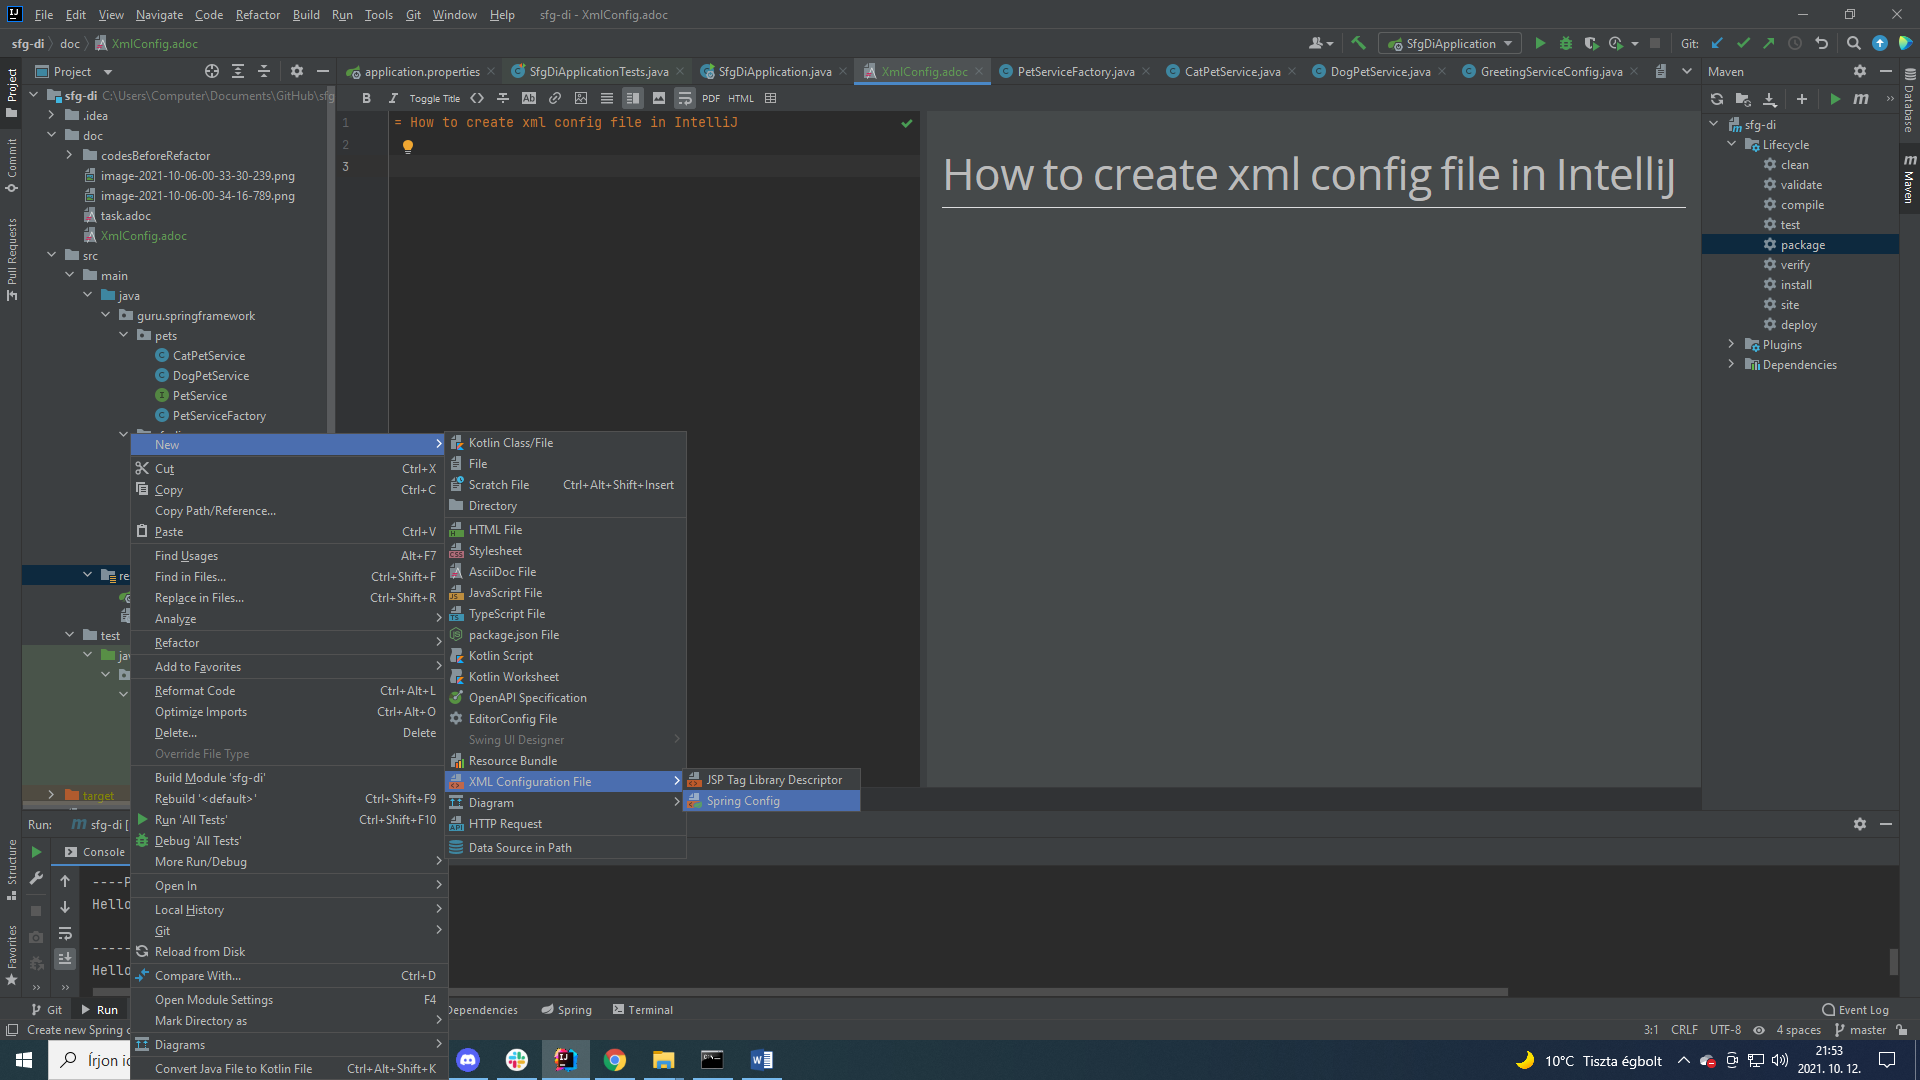 File Edit View Navigate Code Refactor Build Run Tools Git Window Help sfg-di - XmlConfig.adoc
sfg-di doc XmlConfig.adoc
SfgDiApplication
Git:
Project
application.properties
SfgDiApplicationTests.java
SfgDiApplication.java
XmlConfig.adoc
PetServiceFactory.java
CatPetService.java
DogPetService.java
GreetingServiceConfig.java
Maven
Project
Commit
Pull Requests
Structure
Favorites
Database
Maven
sfg-di C:\Users\Computer\Documents\GitHub\sfg
.idea
doc
codesBeforeRefactor
image-2021-10-06-00-33-30-239.png
image-2021-10-06-00-34-16-789.png
task.adoc
XmlConfig.adoc
src
main
java
guru.springframework
pets
CatPetService
DogPetService
PetService
PetServiceFactory
re
test
jav
target
B I Toggle Title <> Ab PDF HTML
1 = How to create xml config file in IntelliJ
2
3
How to create xml config file in IntelliJ
sfg-di
Lifecycle
clean
validate
compile
test
package
verify
install
site
deploy
Plugins
Dependencies
New
Cut Ctrl+X
Copy Ctrl+C
Copy Path/Reference...
Paste Ctrl+V
Find Usages Alt+F7
Find in Files... Ctrl+Shift+F
Replace in Files... Ctrl+Shift+R
Analyze
Refactor
Add to Favorites
Reformat Code Ctrl+Alt+L
Optimize Imports Ctrl+Alt+O
Delete... Delete
Override File Type
Build Module 'sfg-di'
Rebuild '<default>' Ctrl+Shift+F9
Run 'All Tests' Ctrl+Shift+F10
Debug 'All Tests'
More Run/Debug
Open In
Local History
Git
Reload from Disk
Compare With... Ctrl+D
Open Module Settings F4
Mark Directory as
Diagrams
Convert Java File to Kotlin File Ctrl+Alt+Shift+K
Kotlin Class/File
File
Scratch File Ctrl+Alt+Shift+Insert
Directory
HTML File
Stylesheet
AsciiDoc File
JavaScript File
TypeScript File
package.json File
Kotlin Script
Kotlin Worksheet
OpenAPI Specification
EditorConfig File
Swing UI Designer
Resource Bundle
XML Configuration File
Diagram
HTTP Request
Data Source in Path
JSP Tag Library Descriptor
Spring Config
Run: sfg-di [
Console
----P
Hello
-----
Hello
Git Run Dependencies Spring Terminal Event Log
Create new Spring c 3:1 CRLF UTF-8 4 spaces master
Írjon id
10°C Tiszta égbolt
21:53
2021. 10. 12.